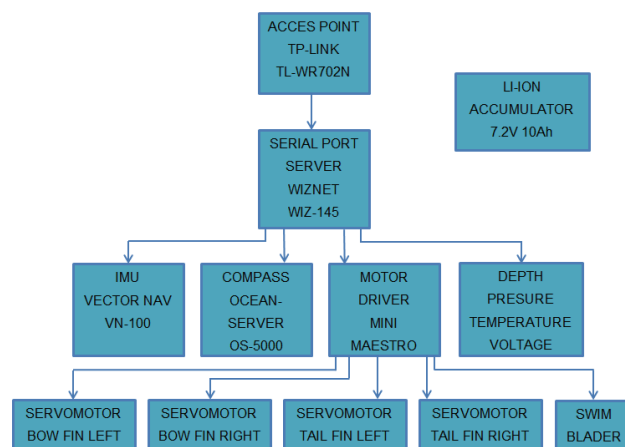 ACCES POINT
TP-LINK
TL-WR702N
LI-ION
ACCUMULATOR
7.2V 10Ah
SERIAL PORT
SERVER
WIZNET
WIZ-145
IMU
VECTOR NAV
VN-100
COMPASS
OCEAN-
SERVER
OS-5000
MOTOR
DRIVER
MINI
MAESTRO
DEPTH
PRESURE
TEMPERATURE
VOLTAGE
SERVOMOTOR
BOW FIN LEFT
SERVOMOTOR
BOW FIN RIGHT
SERVOMOTOR
TAIL FIN LEFT
SERVOMOTOR
TAIL FIN RIGHT
SWIM
BLADER